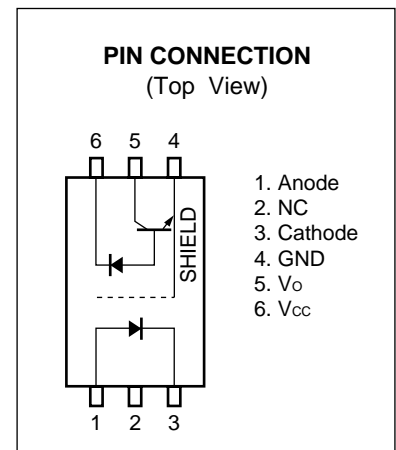 PIN CONNECTION
(Top View)
6 5 4
SHIELD
1 2 3
1. Anode
2. NC
3. Cathode
4. GND
5. Vo
6. Vcc